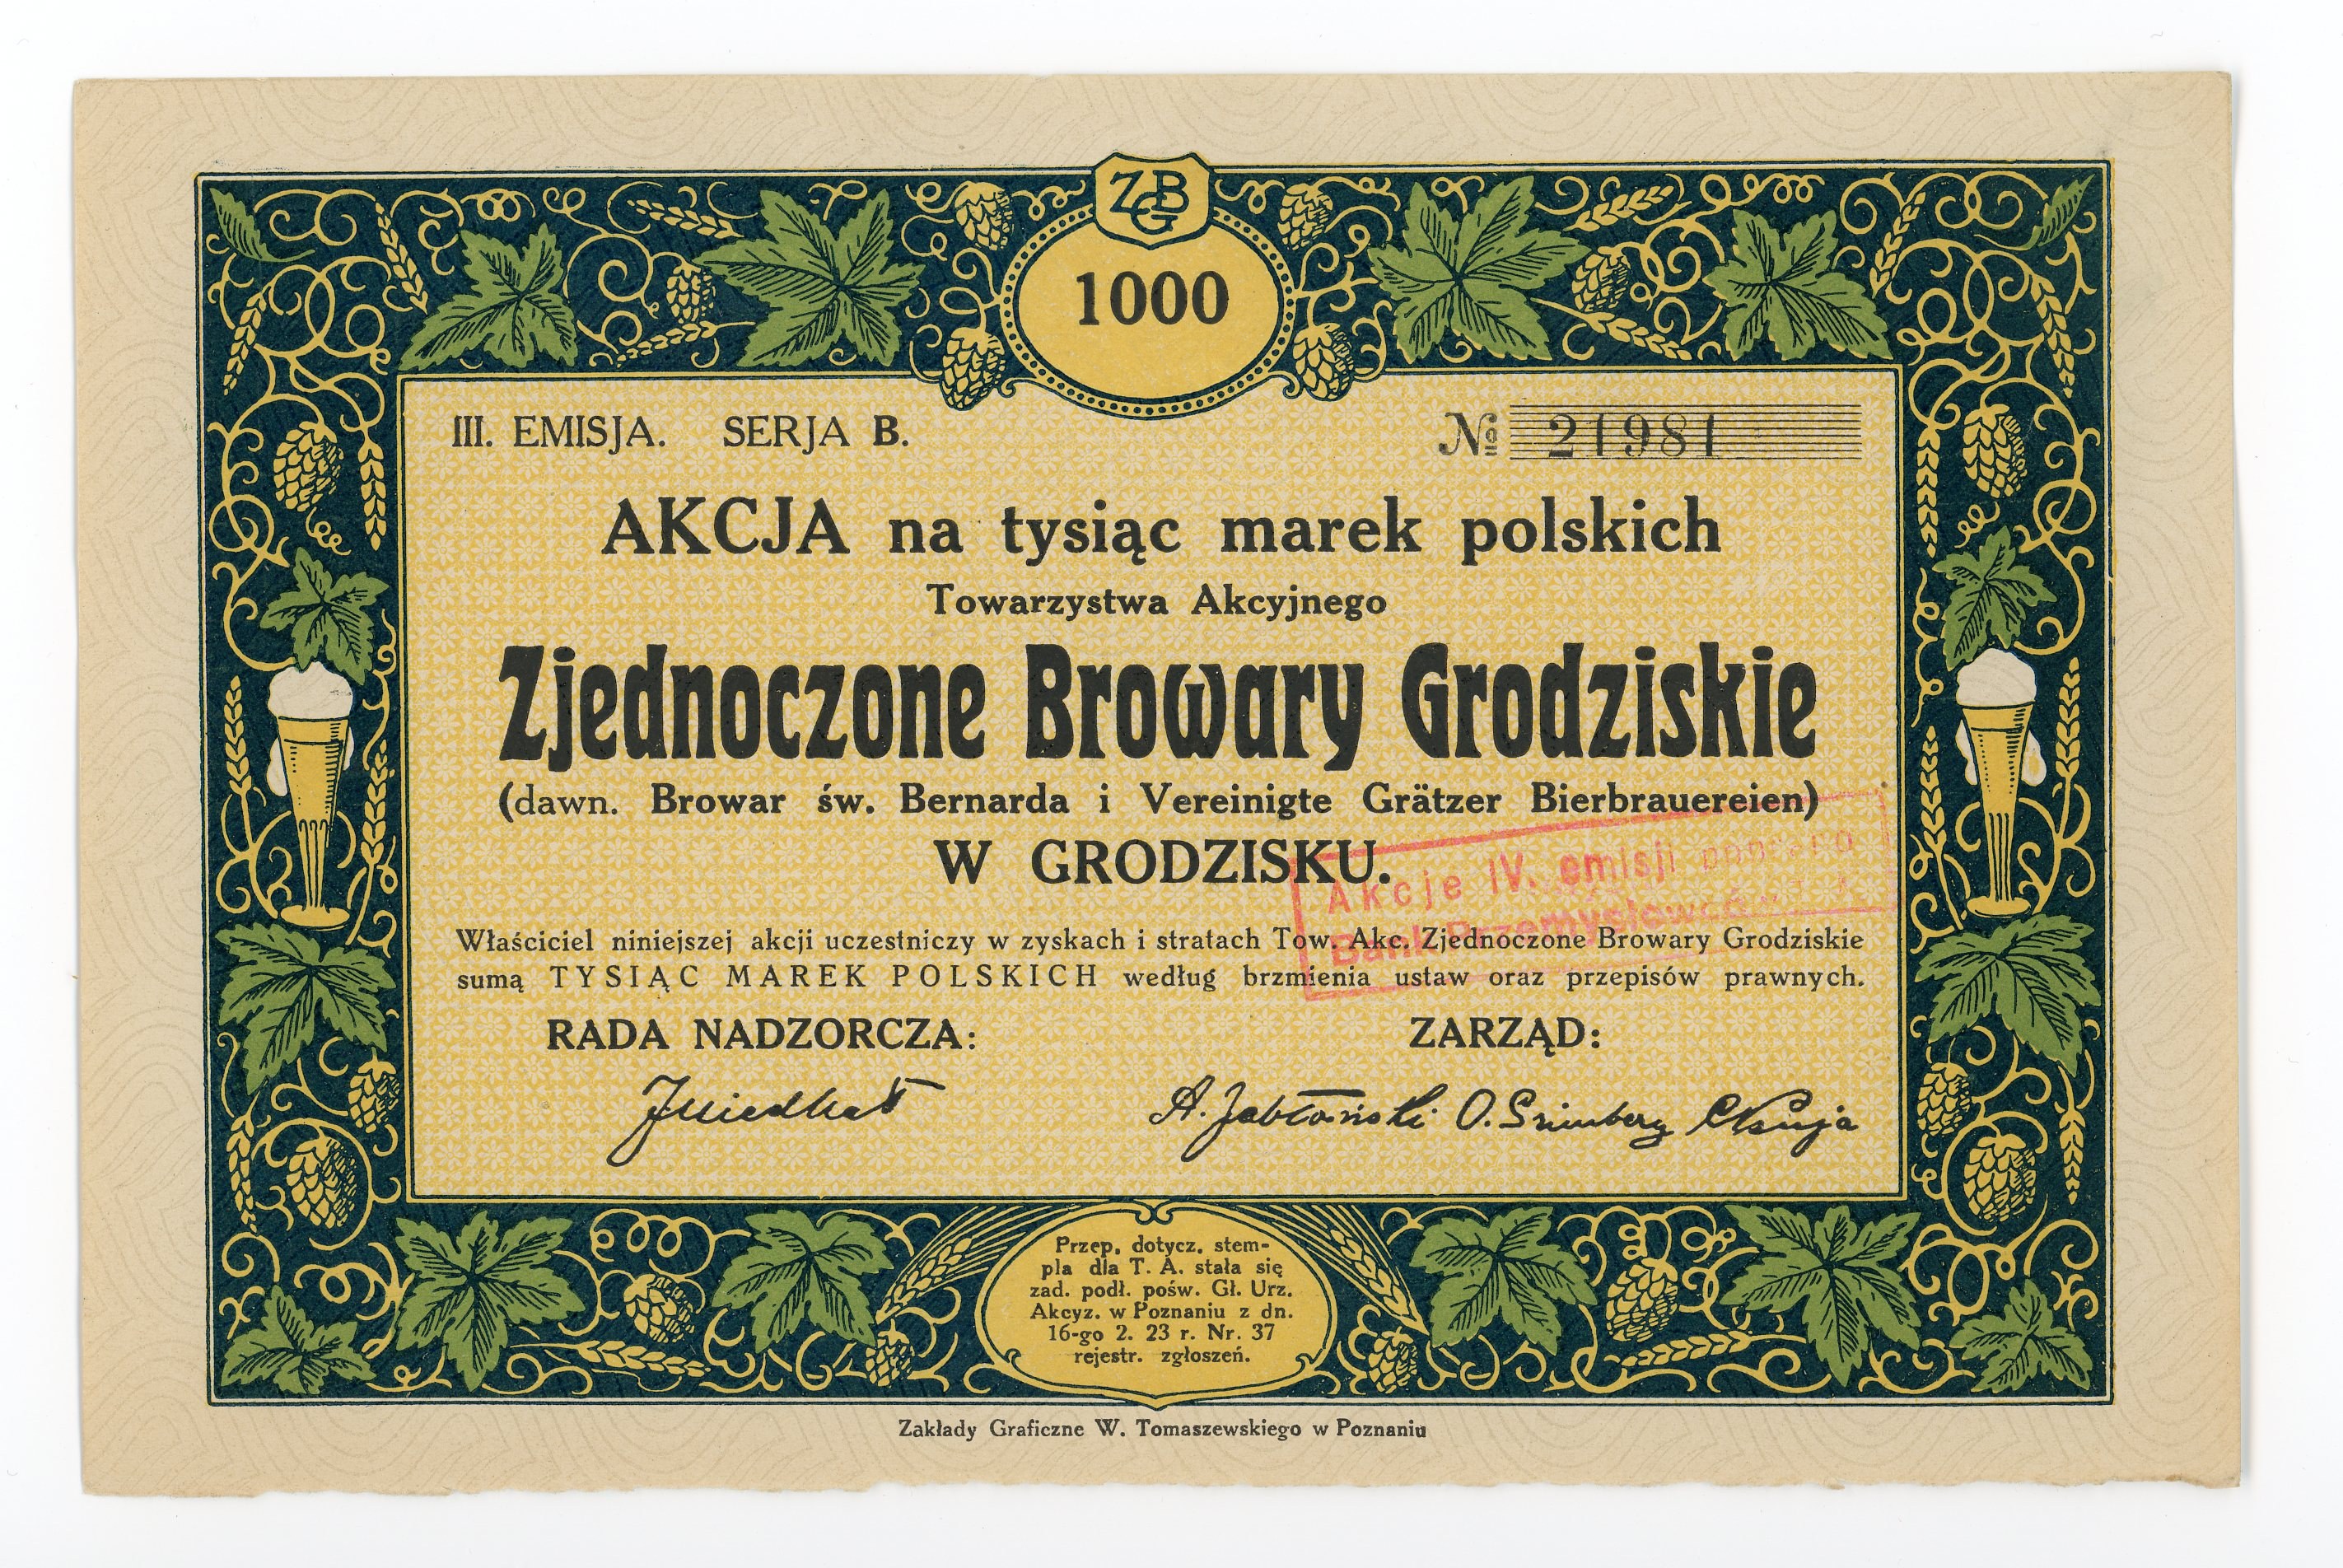 ZBG
1000
III. EMISJA. SERJA B.
№ 21981
AKCJA na tysiąc marek polskich
Towarzystwa Akcyjnego
Zjednoczone Browary Grodziskie
(dawn. Browar św. Bernarda i Vereinigte Grätzer Bierbrauereien)
W GRODZISKU.
Akcje IV. emisji
Bank Przemysłowców
Właściciel niniejszej akcji uczestniczy w zyskach i stratach Tow. Akc. Zjednoczone Browary Grodziskie
sumą TYSIĄC MAREK POLSKICH według brzmienia ustaw oraz przepisów prawnych.
RADA NADZORCZA:
ZARZĄD:
A. Jabłoński
Przep. dotycz. stem-
pla dla T. A. stała się
zad. podł. pośw. Gł. Urz.
Akcyz. w Poznaniu z dn.
16-go 2. 23 r. Nr. 37
rejestr. zgłoszeń.
Zakłady Graficzne W. Tomaszewskiego w Poznaniu